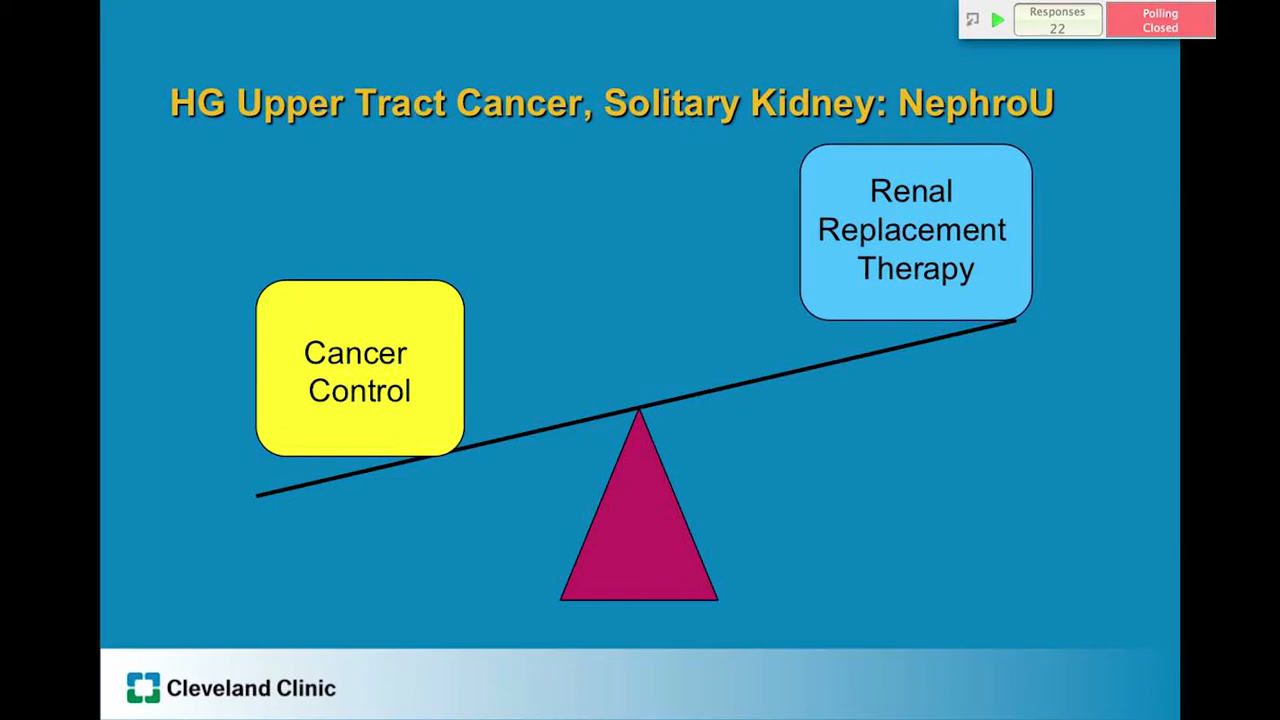 Responses
22
Polling
Closed
HG Upper Tract Cancer, Solitary Kidney: NephroU
Renal
Replacement
Therapy
Cancer
Control
Cleveland Clinic